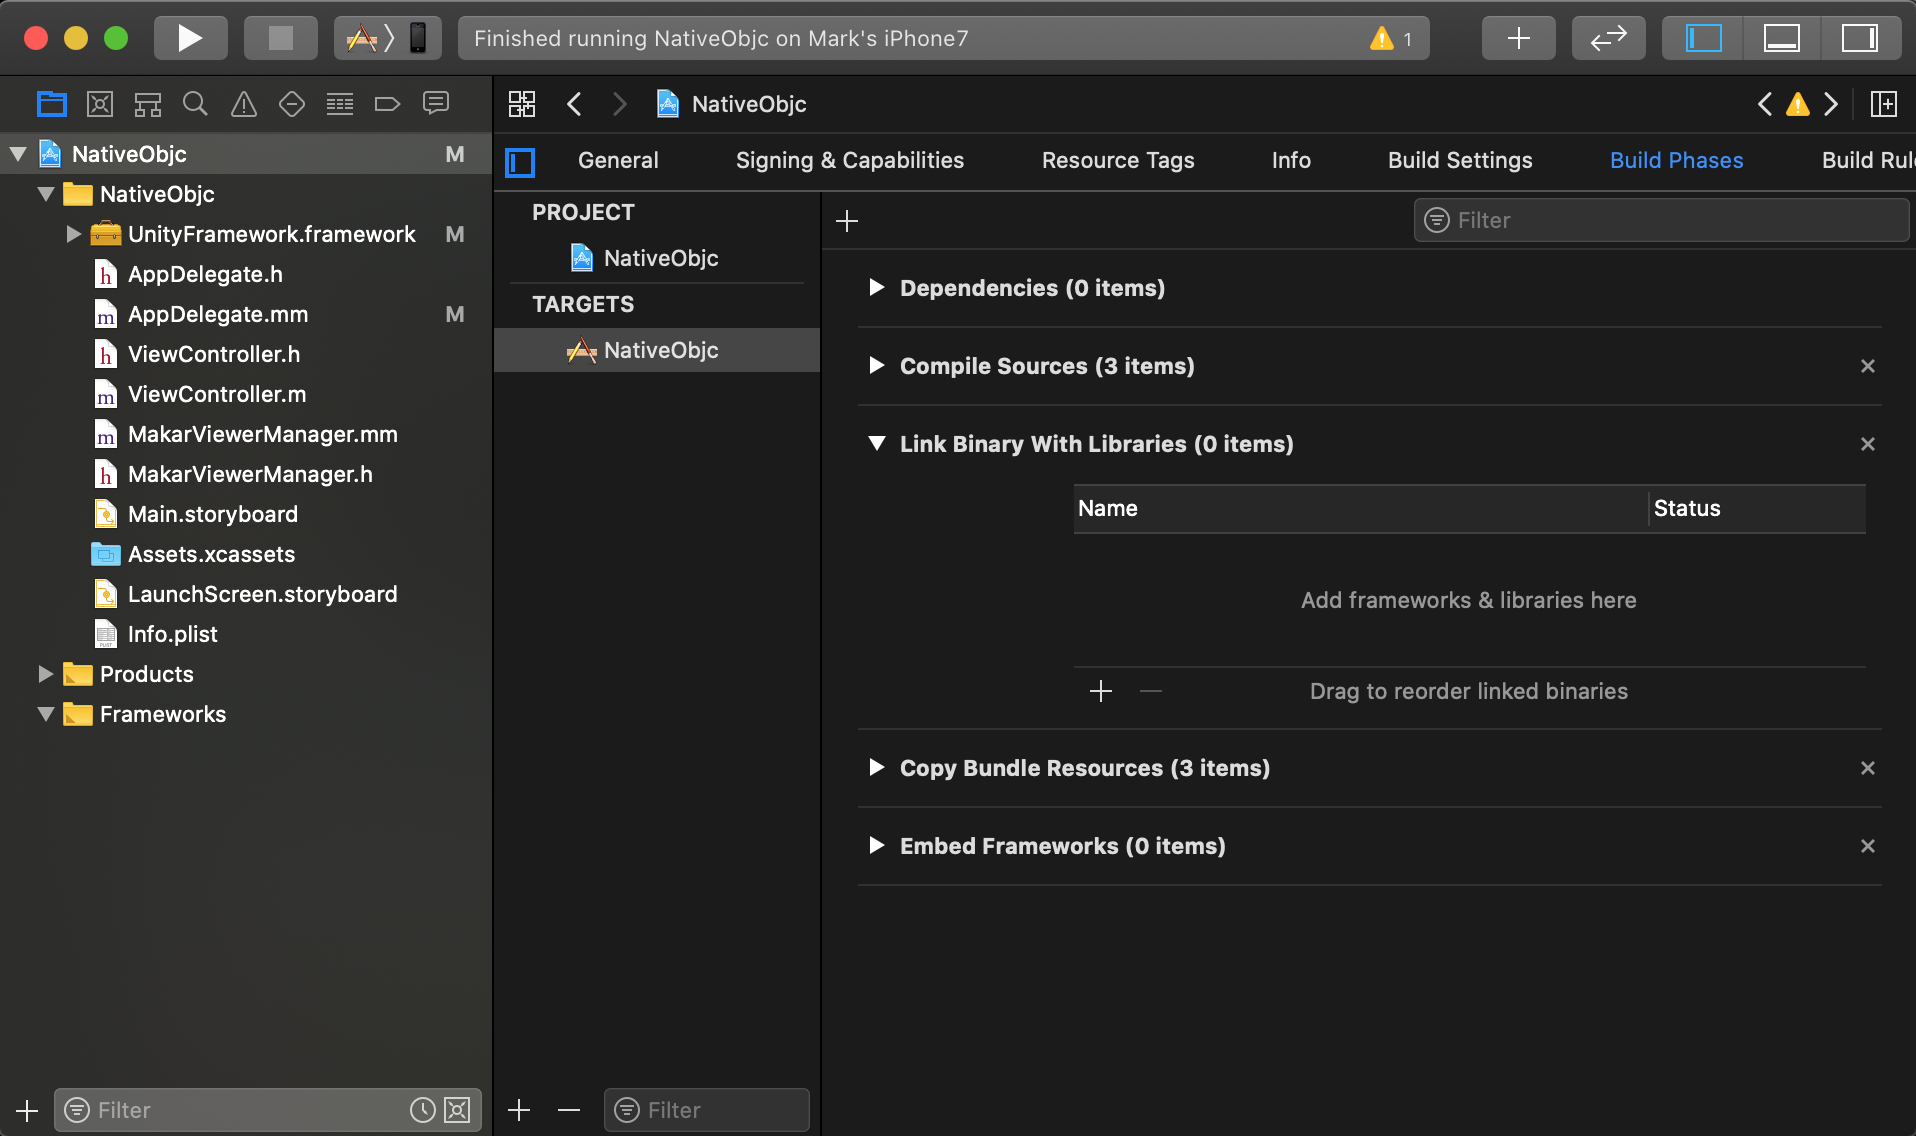 Finished running NativeObjc on Mark's iPhone7
1
NativeObjc
General
Signing & Capabilities
Resource Tags
Info
Build Settings
Build Phases
Build Rul
NativeObjc M
NativeObjc
UnityFramework.framework M
AppDelegate.h
AppDelegate.mm M
ViewController.h
ViewController.m
MakarViewerManager.mm
MakarViewerManager.h
Main.storyboard
Assets.xcassets
LaunchScreen.storyboard
Info.plist
Products
Frameworks
Filter
PROJECT
NativeObjc
TARGETS
NativeObjc
Filter
Filter
Dependencies (0 items)
Compile Sources (3 items)
Link Binary With Libraries (0 items)
Name
Status
Add frameworks & libraries here
Drag to reorder linked binaries
Copy Bundle Resources (3 items)
Embed Frameworks (0 items)